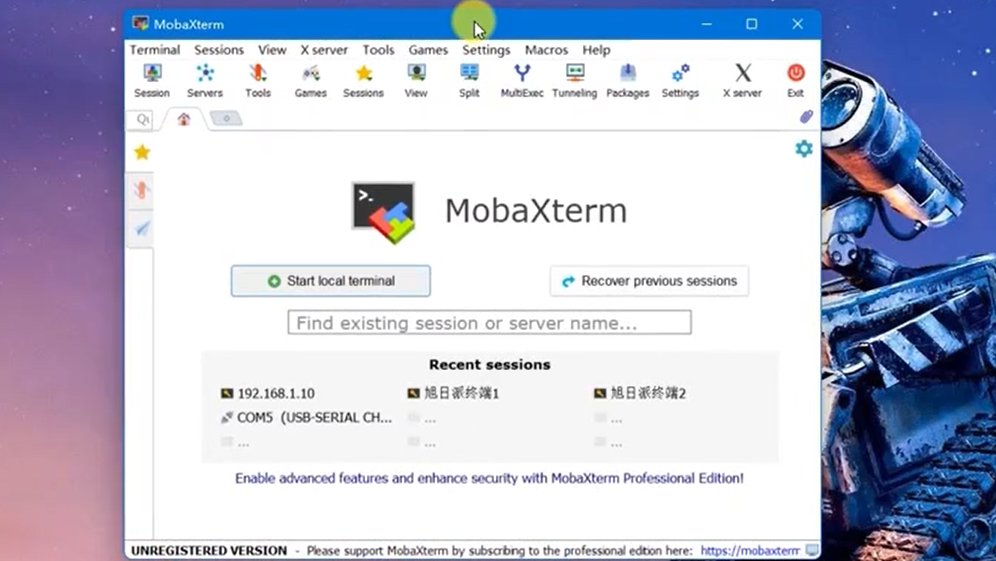 MobaXterm
Terminal Sessions View X server Tools Games Settings Macros Help
Session Servers Tools Games Sessions View Split MultiExec Tunneling Packages Settings X server Exit
MobaXterm
Start local terminal Recover previous sessions
Find existing session or server name...
Recent sessions
192.168.1.10 旭日派终端1 旭日派终端2
COM5 (USB-SERIAL CH... ... ...
... ... ...
Enable advanced features and enhance security with MobaXterm Professional Edition!
UNREGISTERED VERSION - Please support MobaXterm by subscribing to the professional edition here: https://mobaxterm